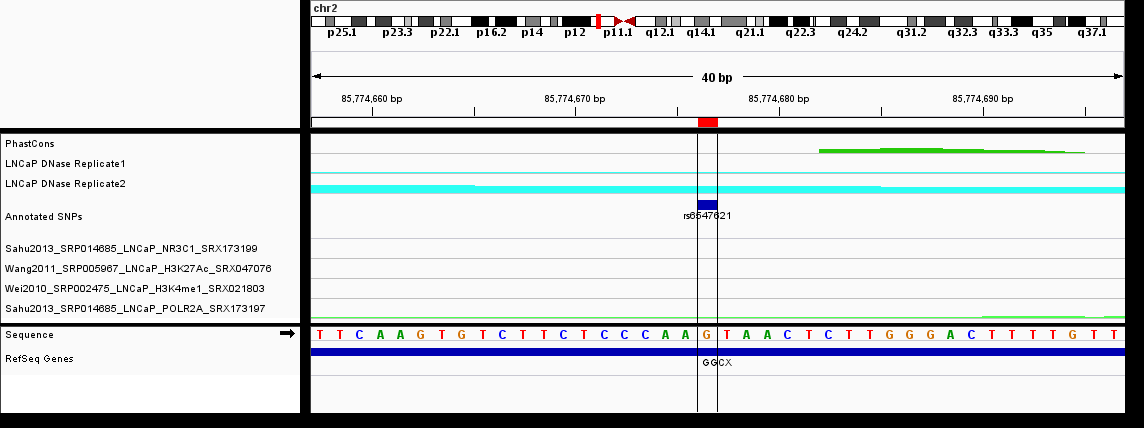 chr2
p25.1 p23.3 p22.1 p16.2 p14 p12 p11.1 q12.1 q14.1 q21.1 q22.3 q24.2 q31.2 q32.3 q33.3 q35 q37.1
40 bp
85,774,660 bp 85,774,670 bp 85,774,680 bp 85,774,690 bp
PhastCons
LNCaP DNase Replicate1
LNCaP DNase Replicate2
Annotated SNPs
rs6547621
Sahu2013_SRP014685_LNCaP_NR3C1_SRX173199
Wang2011_SRP005967_LNCaP_H3K27Ac_SRX047076
Wei2010_SRP002475_LNCaP_H3K4me1_SRX021803
Sahu2013_SRP014685_LNCaP_POLR2A_SRX173197
Sequence T T C A A G T G T C T T C T C C C A A G T A A C T C T T G G G A C T T T T G T T
RefSeq Genes
GGCX